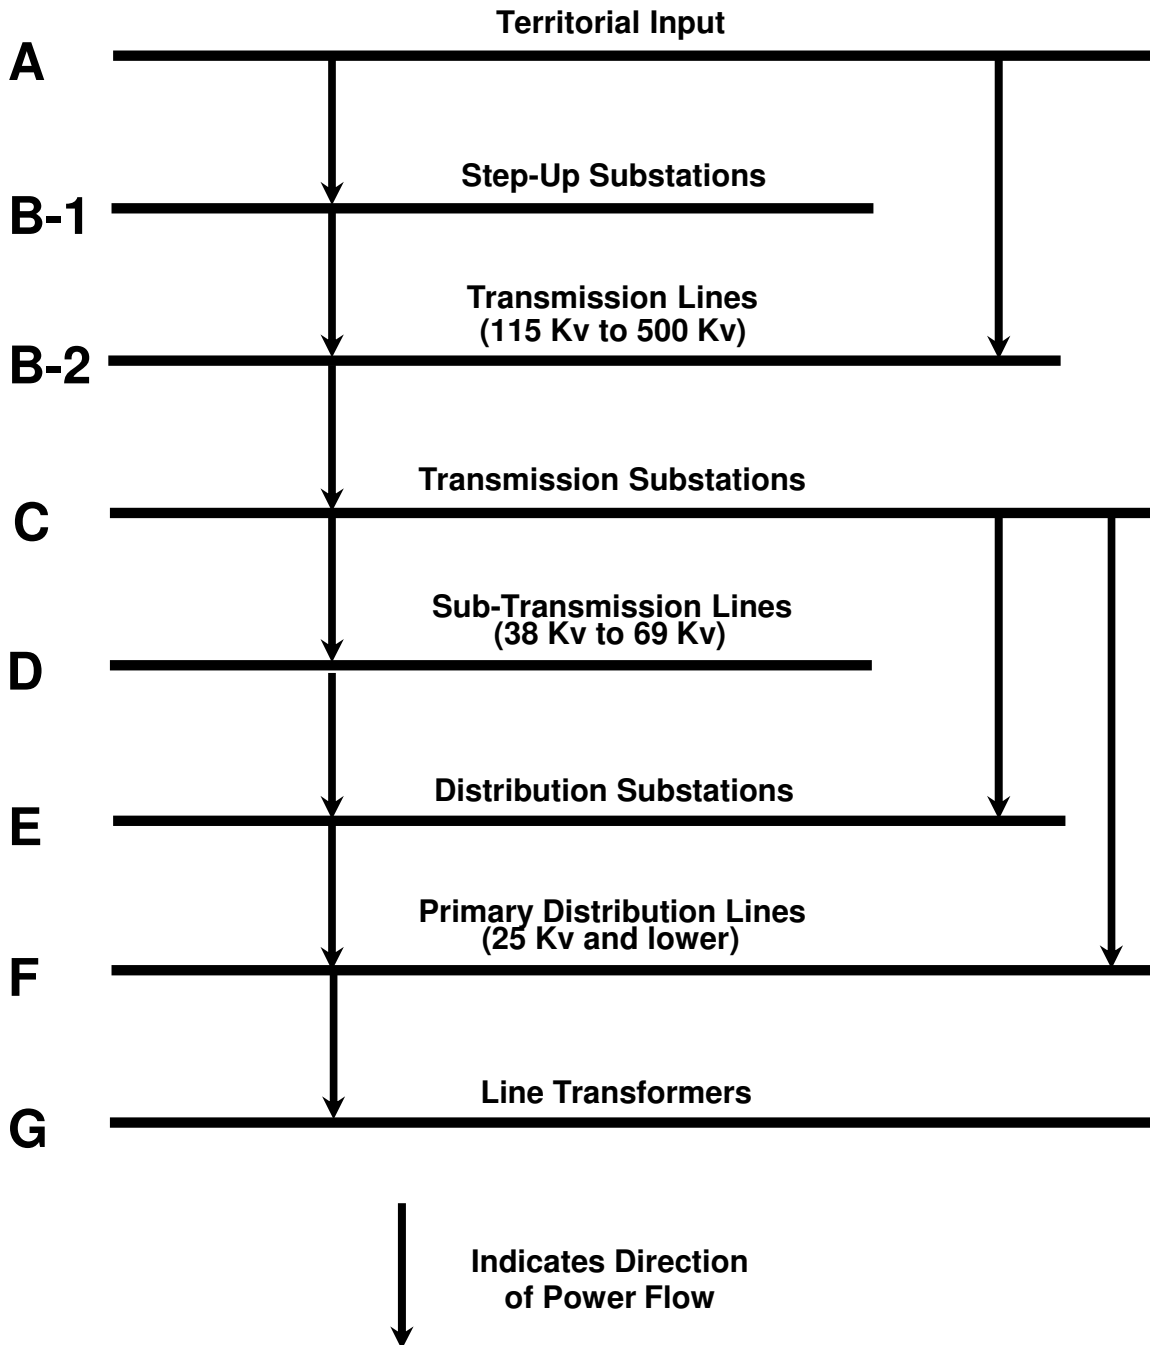 Territorial Input
A
Step-Up Substations
B-1
Transmission Lines
(115 Kv to 500 Kv)
B-2
Transmission Substations
C
Sub-Transmission Lines
(38 Kv to 69 Kv)
D
Distribution Substations
E
Primary Distribution Lines
(25 Kv and lower)
F
Line Transformers
G
Indicates Direction
of Power Flow